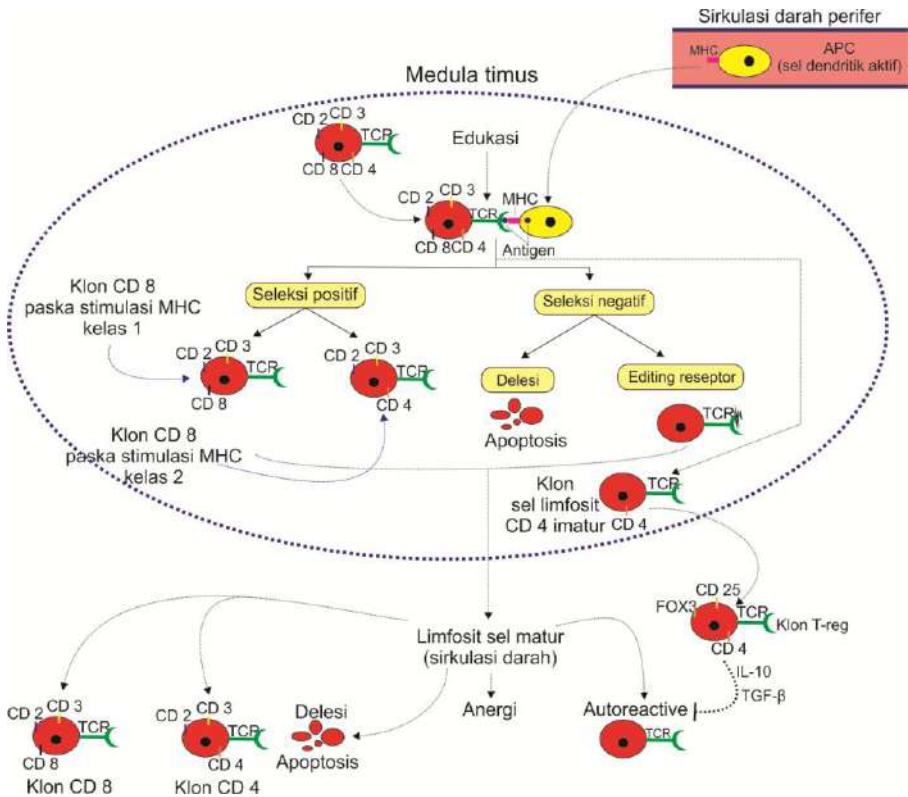 Sirkulasi darah perifer
MHC
APC
(sel dendritik aktif)
Medula timus
CD 2
CD 3
TCR
CD 8
CD 4
Edukasi
CD 2
CD 3
TCR
MHC
CD 8
CD 4
Antigen
Klon CD 8
paska stimulasi MHC
kelas 1
Seleksi positif
Seleksi negatif
CD 2
CD 3
TCR
CD 8
CD 2
CD 3
TCR
CD 4
Delesi
Editing reseptor
Apoptosis
TCR
Klon CD 8
paska stimulasi MHC
kelas 2
Klon
sel limfosit
CD 4 imatur
TCR
CD 4
CD 25
FOX3
TCR
Klon T-reg
CD 4
IL-10
TGF-β
Limfosit sel matur
(sirkulasi darah)
CD 2
CD 3
TCR
CD 8
Klon CD 8
CD 2
CD 3
TCR
CD 4
Klon CD 4
Delesi
Apoptosis
Anergi
Autoreactive
TCR